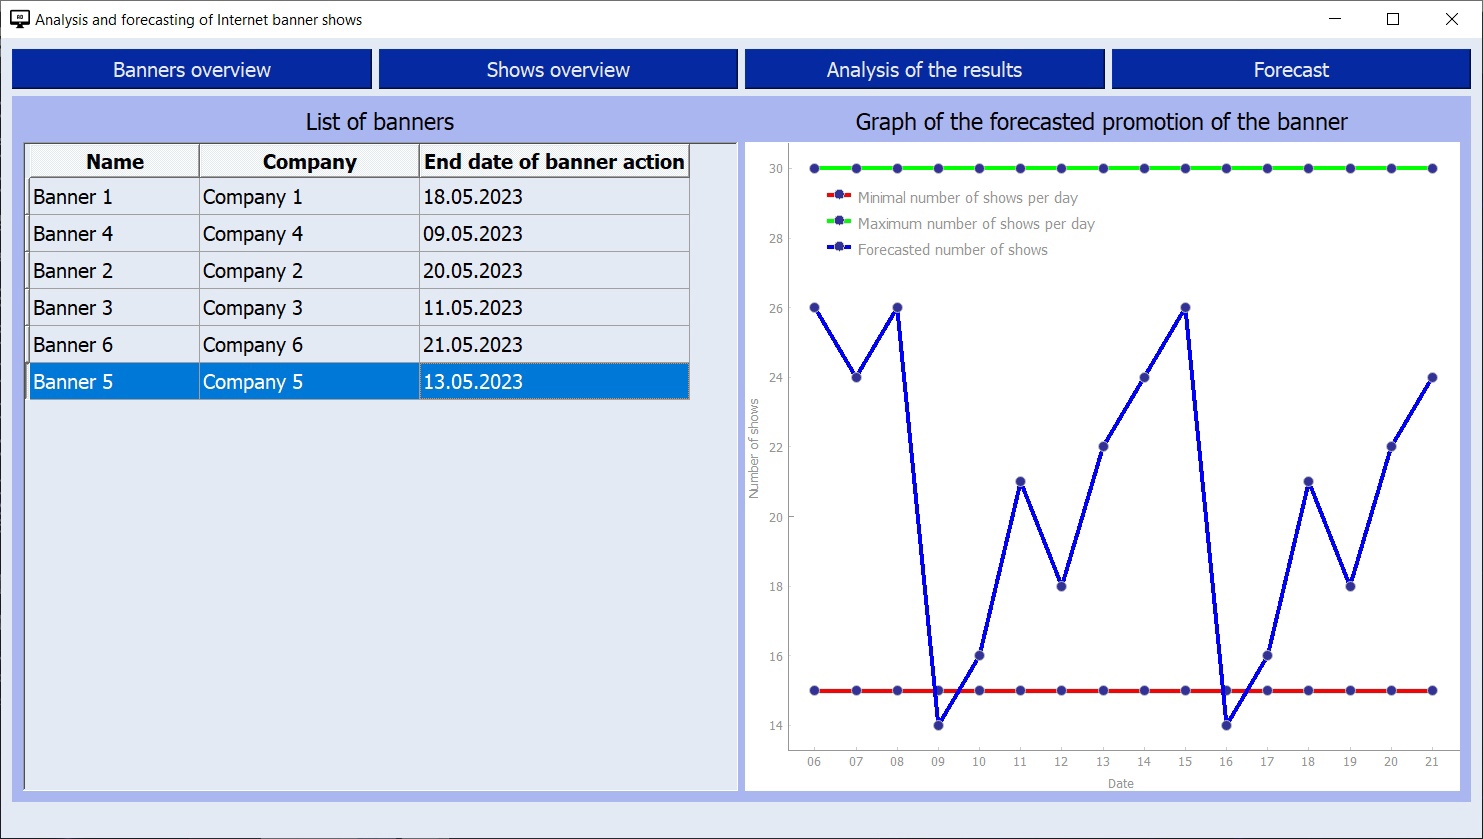 Analysis and forecasting of Internet banner shows
Banners overview Shows overview Analysis of the results Forecast
List of banners
Name Company End date of banner action
Banner 1 Company 1 18.05.2023
Banner 4 Company 4 09.05.2023
Banner 2 Company 2 20.05.2023
Banner 3 Company 3 11.05.2023
Banner 6 Company 6 21.05.2023
Banner 5 Company 5 13.05.2023
Graph of the forecasted promotion of the banner
Minimal number of shows per day
Maximum number of shows per day
Forecasted number of shows
30
28
26
24
22
20
18
16
14
Number of shows
06 07 08 09 10 11 12 13 14 15 16 17 18 19 20 21
Date